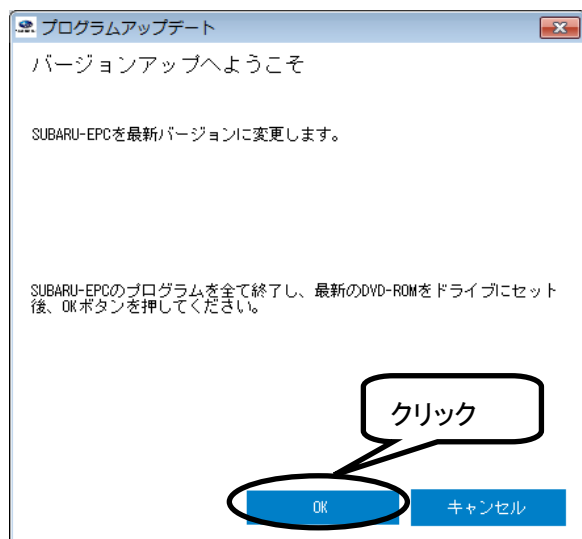 プログラムアップデート
バージョンアップへようこそ
SUBARU-EPCを最新バージョンに変更します。
SUBARU-EPCのプログラムを全て終了し、最新のDVD-ROMをドライブにセット
後、OKボタンを押してください。
クリック
OK
キャンセル